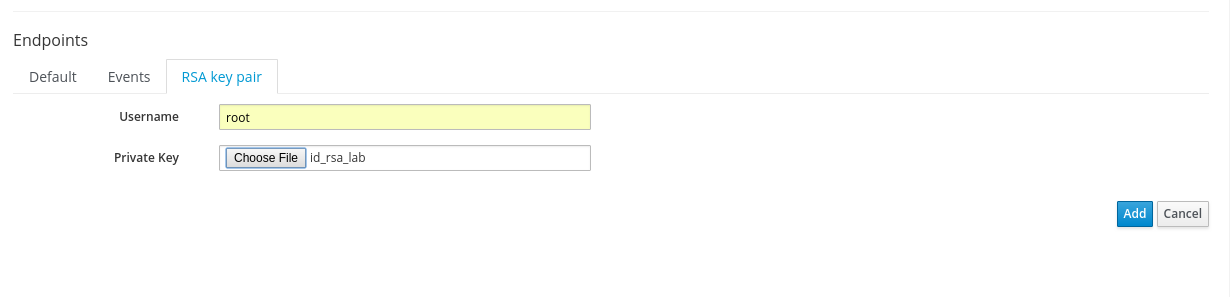 Endpoints
Default Events RSA key pair
Username root
Private Key Choose File id_rsa_lab
Add Cancel